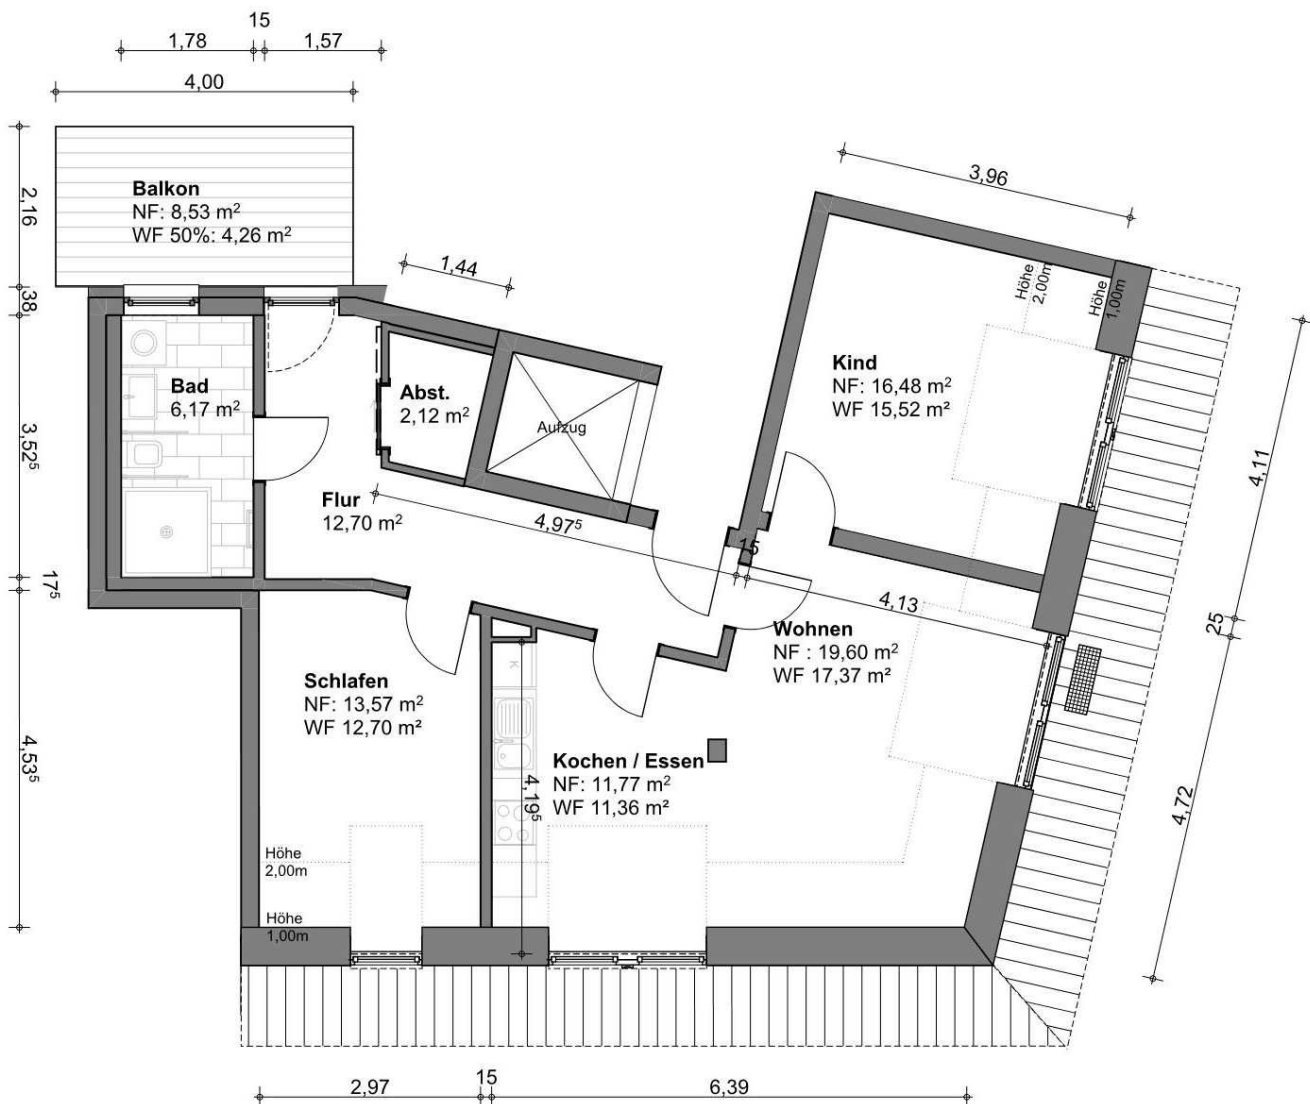 15
1,78
1,57
4,00
Balkon
NF: 8,53 m²
WF 50%: 4,26 m²
2,16
38
3,52⁵
17⁵
4,53⁵
1,44
3,96
Höhe
2,00m
Höhe
1,00m
Bad
6,17 m²
Abst.
2,12 m²
Aufzug
Kind
NF: 16,48 m²
WF 15,52 m²
4,11
Flur
12,70 m²
4,97⁵
15
4,13
25
Wohnen
NF : 19,60 m²
WF 17,37 m²
K
Schlafen
NF: 13,57 m²
WF 12,70 m²
Kochen / Essen
NF: 11,77 m²
WF 11,36 m²
4,19⁵
4,72
Höhe
2,00m
Höhe
1,00m
2,97
15
6,39